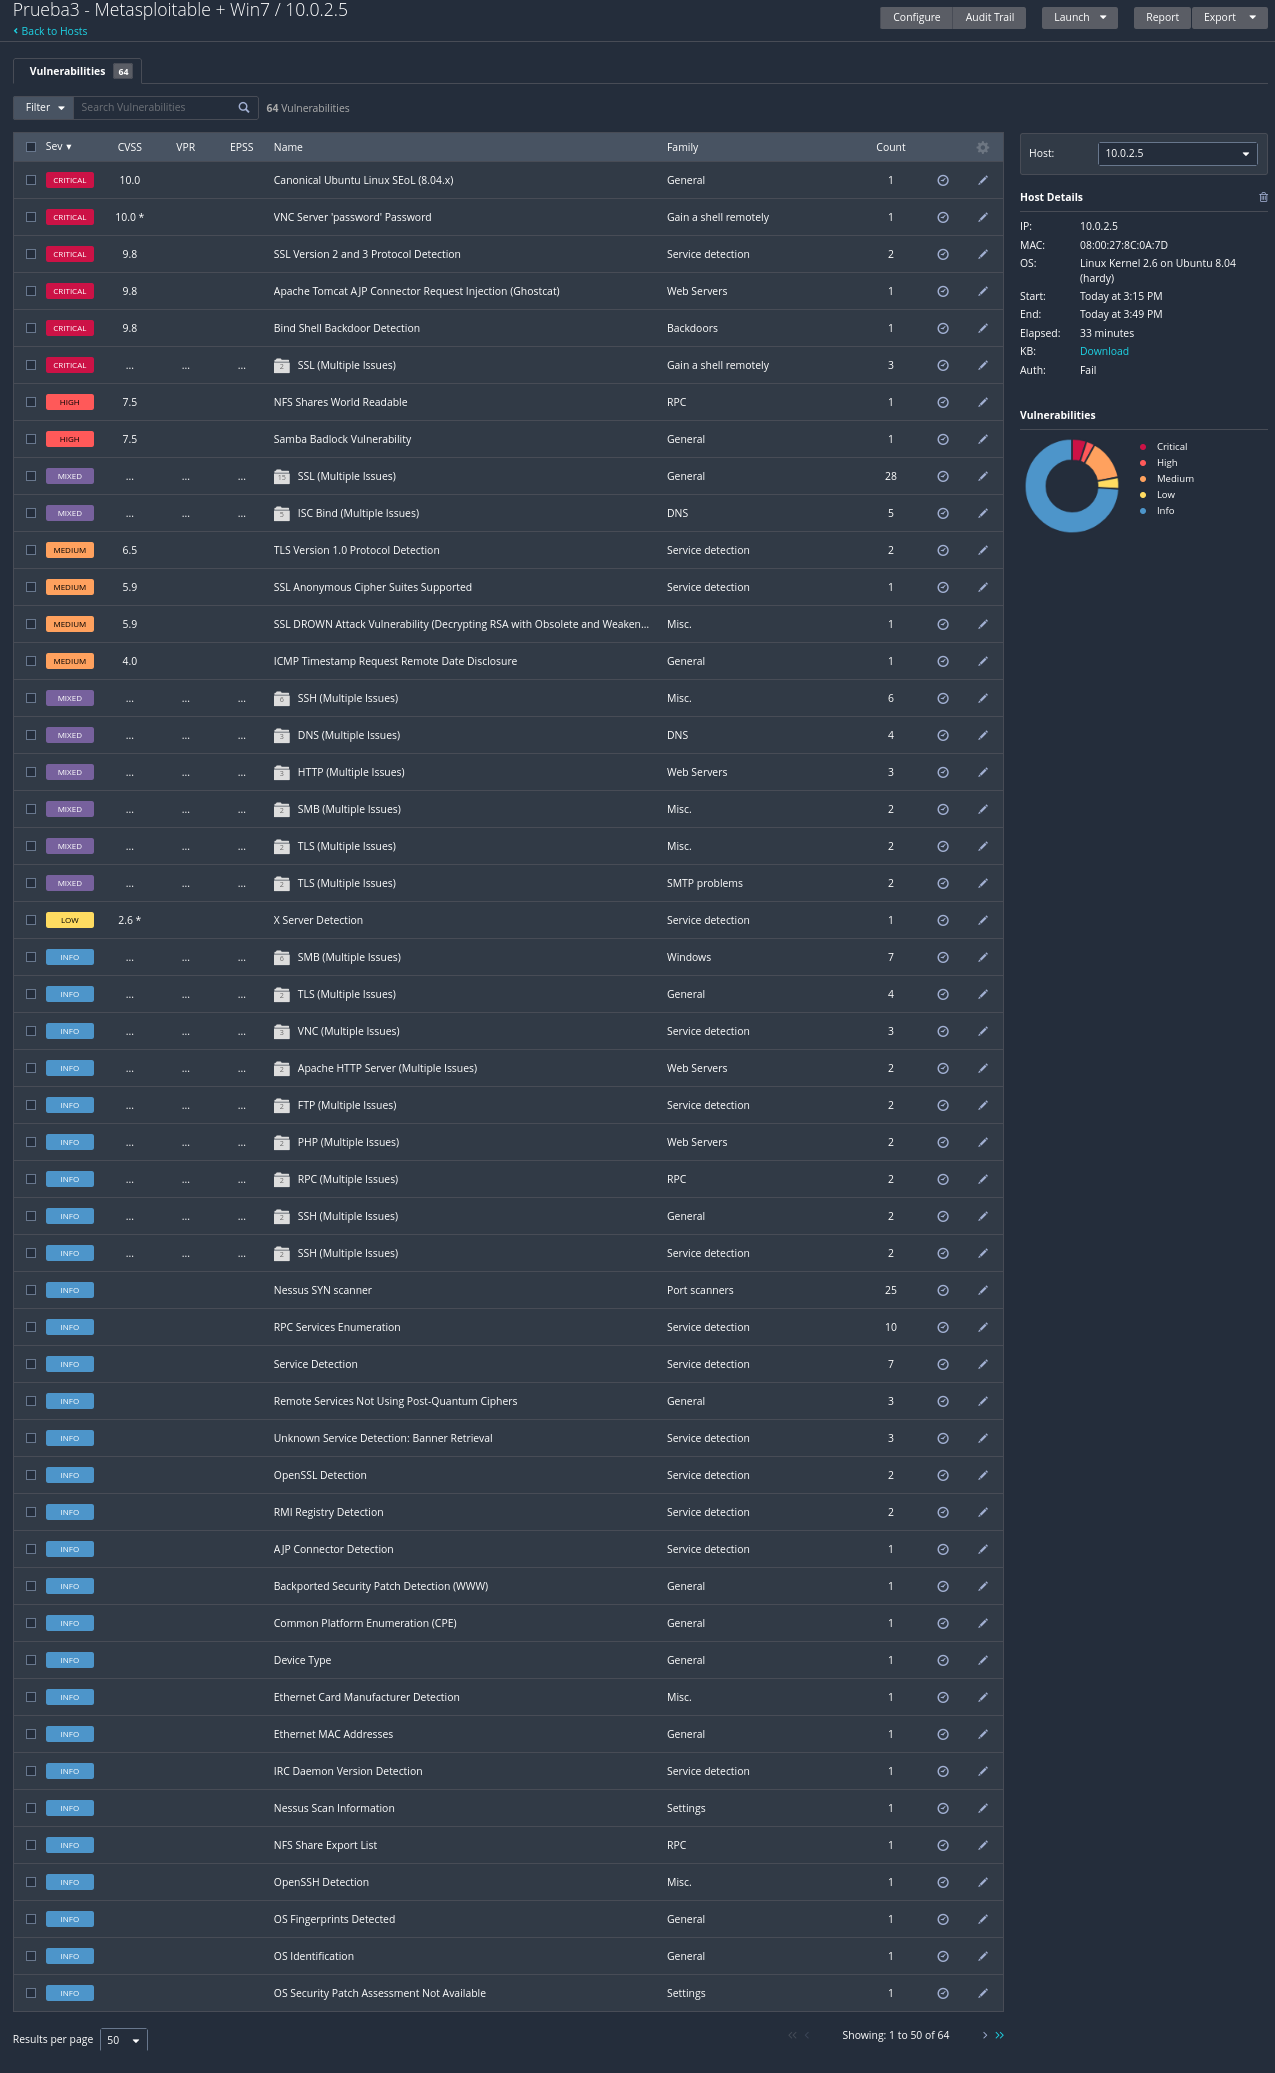 Prueba3 - Metasploitable + Win7 / 10.0.2.5
‹ Back to Hosts
Configure Audit Trail Launch ▾ Report Export ▾
Vulnerabilities 64
Filter ▾ Search Vulnerabilities 64 Vulnerabilities
Sev ▾ CVSS VPR EPSS Name Family Count
CRITICAL 10.0 Canonical Ubuntu Linux SEoL (8.04.x) General 1
CRITICAL 10.0 * VNC Server 'password' Password Gain a shell remotely 1
CRITICAL 9.8 SSL Version 2 and 3 Protocol Detection Service detection 2
CRITICAL 9.8 Apache Tomcat AJP Connector Request Injection (Ghostcat) Web Servers 1
CRITICAL 9.8 Bind Shell Backdoor Detection Backdoors 1
CRITICAL ... ... ... 2 SSL (Multiple Issues) Gain a shell remotely 3
HIGH 7.5 NFS Shares World Readable RPC 1
HIGH 7.5 Samba Badlock Vulnerability General 1
MIXED ... ... ... 15 SSL (Multiple Issues) General 28
MIXED ... ... ... 5 ISC Bind (Multiple Issues) DNS 5
MEDIUM 6.5 TLS Version 1.0 Protocol Detection Service detection 2
MEDIUM 5.9 SSL Anonymous Cipher Suites Supported Service detection 1
MEDIUM 5.9 SSL DROWN Attack Vulnerability (Decrypting RSA with Obsolete and Weaken... Misc. 1
MEDIUM 4.0 ICMP Timestamp Request Remote Date Disclosure General 1
MIXED ... ... ... 6 SSH (Multiple Issues) Misc. 6
MIXED ... ... ... 3 DNS (Multiple Issues) DNS 4
MIXED ... ... ... 3 HTTP (Multiple Issues) Web Servers 3
MIXED ... ... ... 2 SMB (Multiple Issues) Misc. 2
MIXED ... ... ... 2 TLS (Multiple Issues) Misc. 2
MIXED ... ... ... 2 TLS (Multiple Issues) SMTP problems 2
LOW 2.6 * X Server Detection Service detection 1
INFO ... ... ... 6 SMB (Multiple Issues) Windows 7
INFO ... ... ... 2 TLS (Multiple Issues) General 4
INFO ... ... ... 3 VNC (Multiple Issues) Service detection 3
INFO ... ... ... 2 Apache HTTP Server (Multiple Issues) Web Servers 2
INFO ... ... ... 2 FTP (Multiple Issues) Service detection 2
INFO ... ... ... 2 PHP (Multiple Issues) Web Servers 2
INFO ... ... ... 2 RPC (Multiple Issues) RPC 2
INFO ... ... ... 2 SSH (Multiple Issues) General 2
INFO ... ... ... 2 SSH (Multiple Issues) Service detection 2
INFO Nessus SYN scanner Port scanners 25
INFO RPC Services Enumeration Service detection 10
INFO Service Detection Service detection 7
INFO Remote Services Not Using Post-Quantum Ciphers General 3
INFO Unknown Service Detection: Banner Retrieval Service detection 3
INFO OpenSSL Detection Service detection 2
INFO RMI Registry Detection Service detection 2
INFO AJP Connector Detection Service detection 1
INFO Backported Security Patch Detection (WWW) General 1
INFO Common Platform Enumeration (CPE) General 1
INFO Device Type General 1
INFO Ethernet Card Manufacturer Detection Misc. 1
INFO Ethernet MAC Addresses General 1
INFO IRC Daemon Version Detection Service detection 1
INFO Nessus Scan Information Settings 1
INFO NFS Share Export List RPC 1
INFO OpenSSH Detection Misc. 1
INFO OS Fingerprints Detected General 1
INFO OS Identification General 1
INFO OS Security Patch Assessment Not Available Settings 1
Results per page 50 ▾ « ‹ Showing: 1 to 50 of 64 › »
Host: 10.0.2.5
Host Details
IP: 10.0.2.5
MAC: 08:00:27:8C:0A:7D
OS: Linux Kernel 2.6 on Ubuntu 8.04
(hardy)
Start: Today at 3:15 PM
End: Today at 3:49 PM
Elapsed: 33 minutes
KB: Download
Auth: Fail
Vulnerabilities
Critical
High
Medium
Low
Info